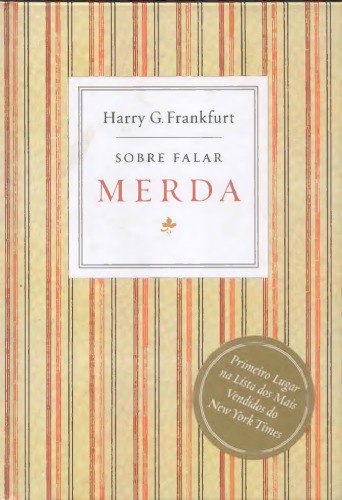 Harry G. Frankfurt
SOBRE FALAR
MERDA
Primeiro Lugar
na Lista dos Mais
Vendidos do
New York Times